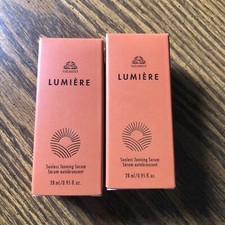 LUMIÈRE
Sunless Tanning Serum
Sérum autobronzant
28 ml/0.95 fl. oz.
LUMIÈRE
Sunless Tanning Serum
Sérum autobronzant
28 ml/0.95 fl. oz.